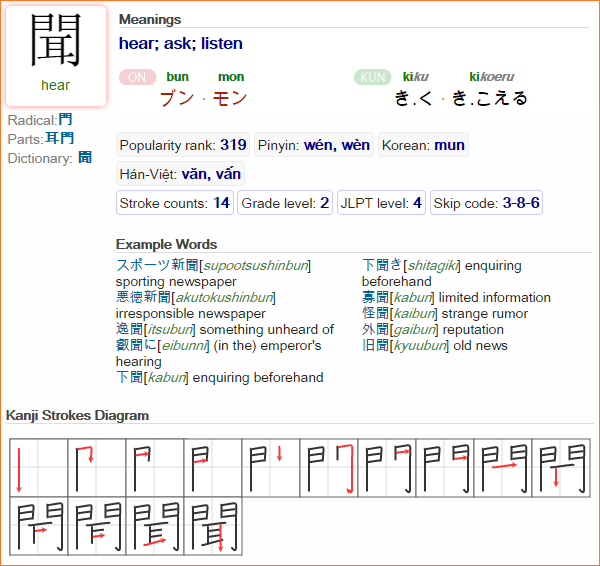 聞
hear
Radical:門
Parts:耳門
Dictionary: 聞
Meanings
hear; ask; listen
ON bun mon
ブン · モン
KUN kiku kikoeru
き.く · き.こえる
Popularity rank: 319 Pinyin: wén, wèn Korean: mun
Hán-Việt: văn, vấn
Stroke counts: 14 Grade level: 2 JLPT level: 4 Skip code: 3-8-6
Example Words
スポーツ新聞[supootsushinbun]
sporting newspaper
悪徳新聞[akutokushinbun]
irresponsible newspaper
逸聞[itsubun] something unheard of
叡聞に[eibunni] (in the) emperor's
hearing
下聞[kabun] enquiring beforehand
下聞き[shitagiki] enquiring
beforehand
寡聞[kabun] limited information
怪聞[kaibun] strange rumor
外聞[gaibun] reputation
旧聞[kyuubun] old news
Kanji Strokes Diagram